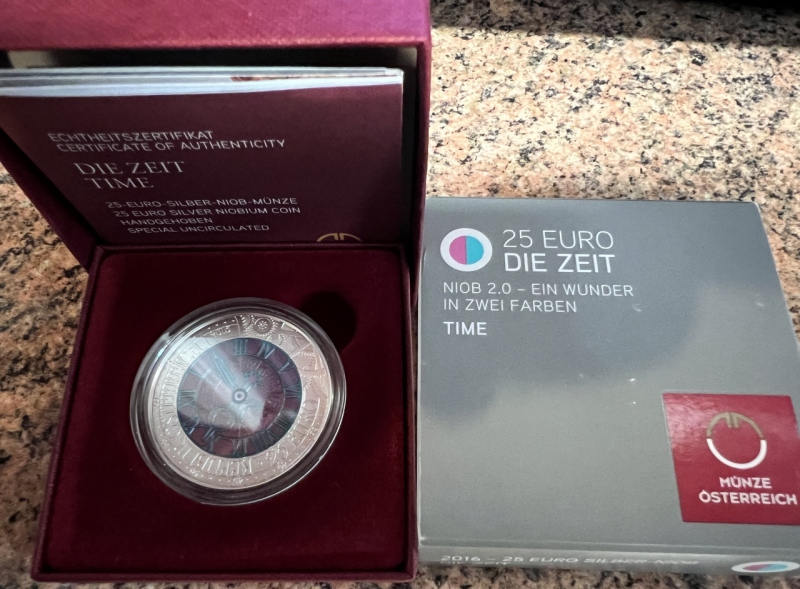 ECHTHEITSZERTIFIKAT
CERTIFICATE OF AUTHENTICITY
DIE ZEIT
TIME
25-EURO-SILBER-NIOB-MÜNZE
25 EURO SILVER NIOBIUM COIN
HANDGEHOBEN
SPECIAL UNCIRCULATED
25 EURO
DIE ZEIT
NIOB 2.0 – EIN WUNDER
IN ZWEI FARBEN
TIME
MÜNZE
ÖSTERREICH
2016 – 25 EURO SILBER-NIOB